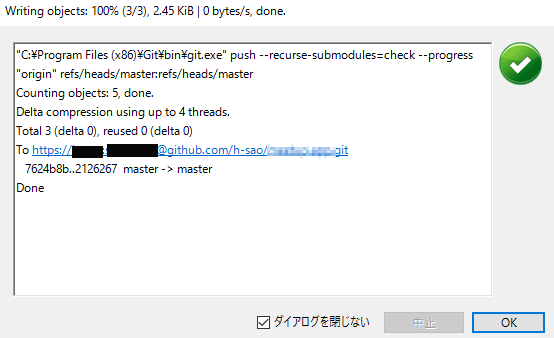 Writing objects: 100% (3/3), 2.45 KiB | 0 bytes/s, done.
"C:¥Program Files (x86)¥Git¥bin¥git.exe" push --recurse-submodules=check --progress
"origin" refs/heads/master:refs/heads/master
Counting objects: 5, done.
Delta compression using up to 4 threads.
Total 3 (delta 0), reused 0 (delta 0)
To https://@github.com/h-sao/.git
7624b8b..2126267 master -> master
Done
ダイアログを閉じない
中止
OK